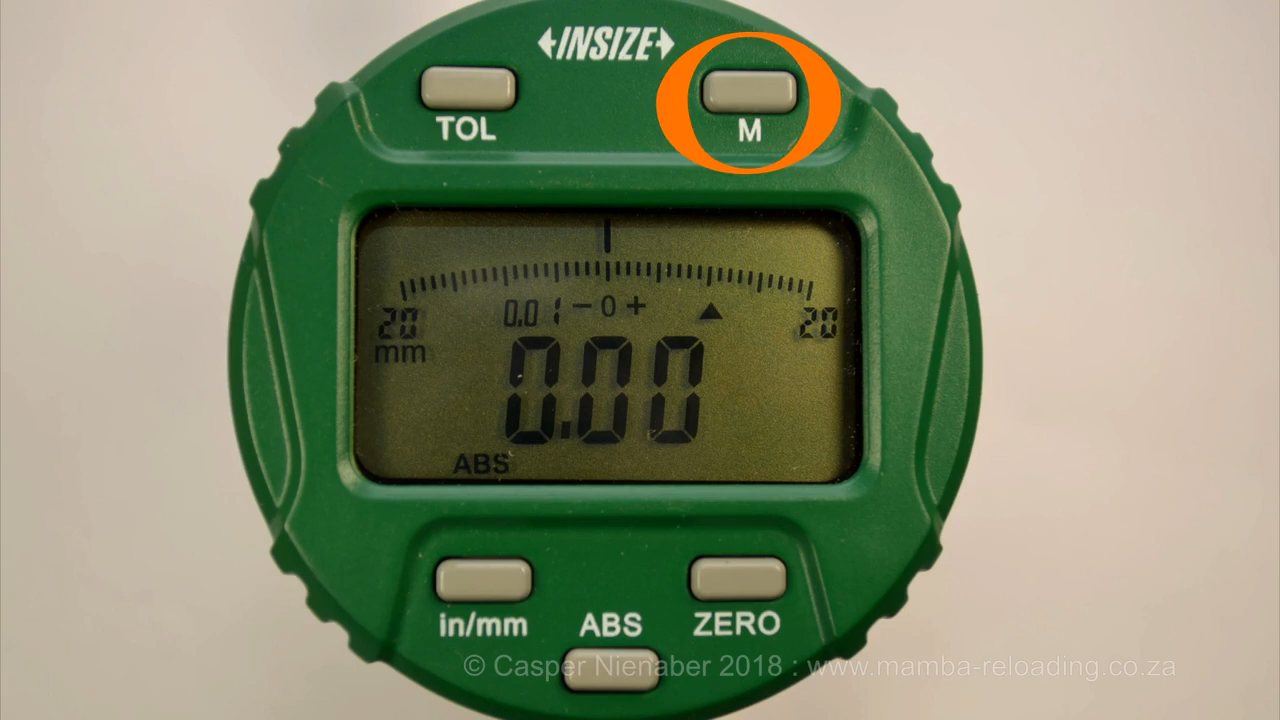 INSIZE
TOL
M
0.01 - 0 +
20
20
mm
0.00
ABS
in/mm
ABS
ZERO
© Casper Nienaber 2018 : www.mamba-reloading.co.za